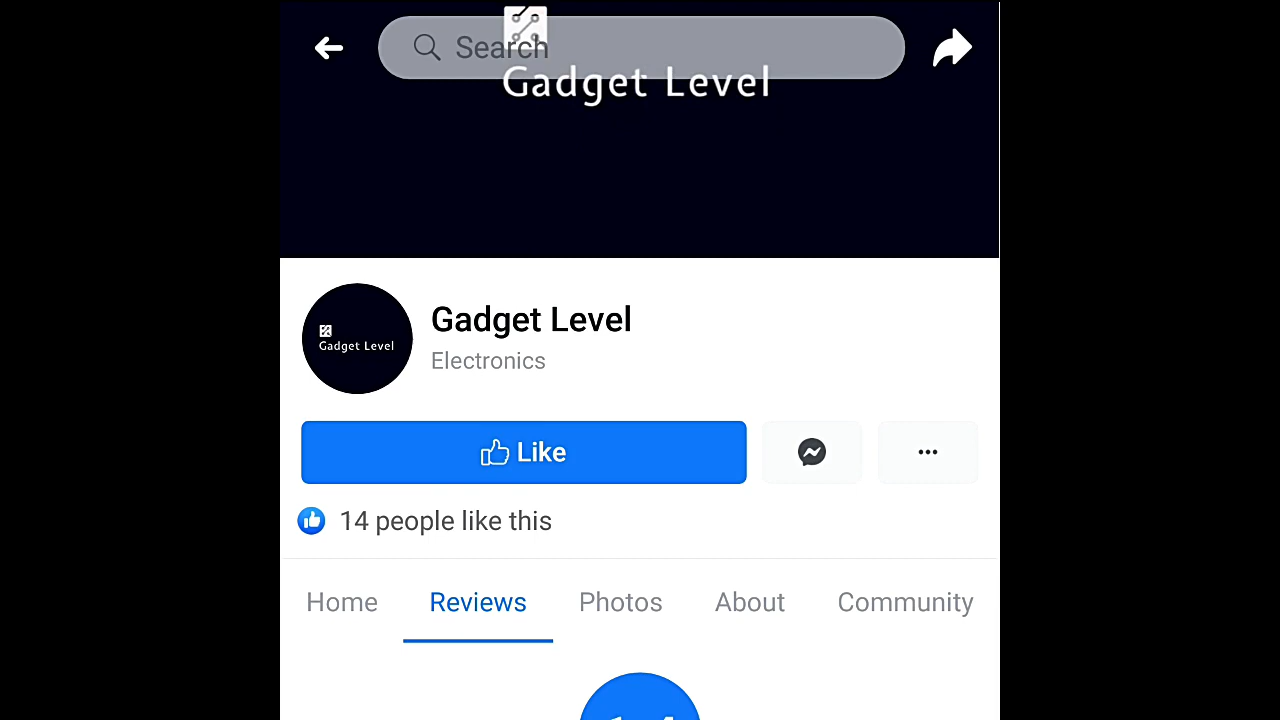 Search
Gadget Level
Gadget Level
Gadget Level
Electronics
Like
14 people like this
Home Reviews Photos About Community